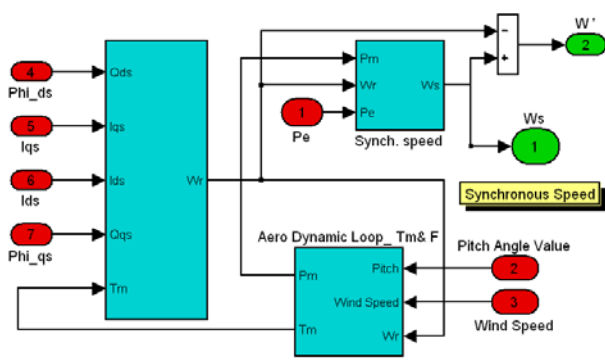 W'
2
4
Phi_ds
Qds
Pm
Wr
Ws
Pe
1
Pe
Synch. speed
Ws
1
5
Iqs
Iqs
6
Ids
Ids
Wr
Synchronous Speed
7
Phi_qs
Qqs
Tm
Aero Dynamic Loop_ Tm& F
Pm
Tm
Pitch
Wind Speed
Wr
Pitch Angle Value
2
3
Wind Speed